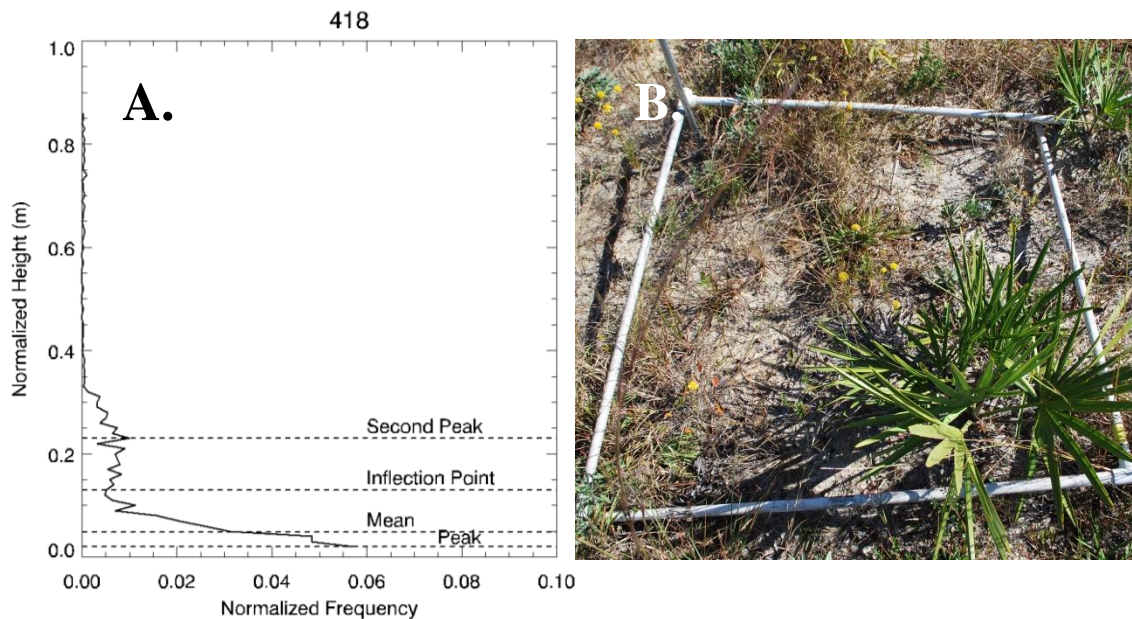 418
A.
B.
Normalized Height (m)
1.0
0.8
0.6
0.4
0.2
0.0
Second Peak
Inflection Point
Mean
Peak
0.00 0.02 0.04 0.06 0.08 0.10
Normalized Frequency